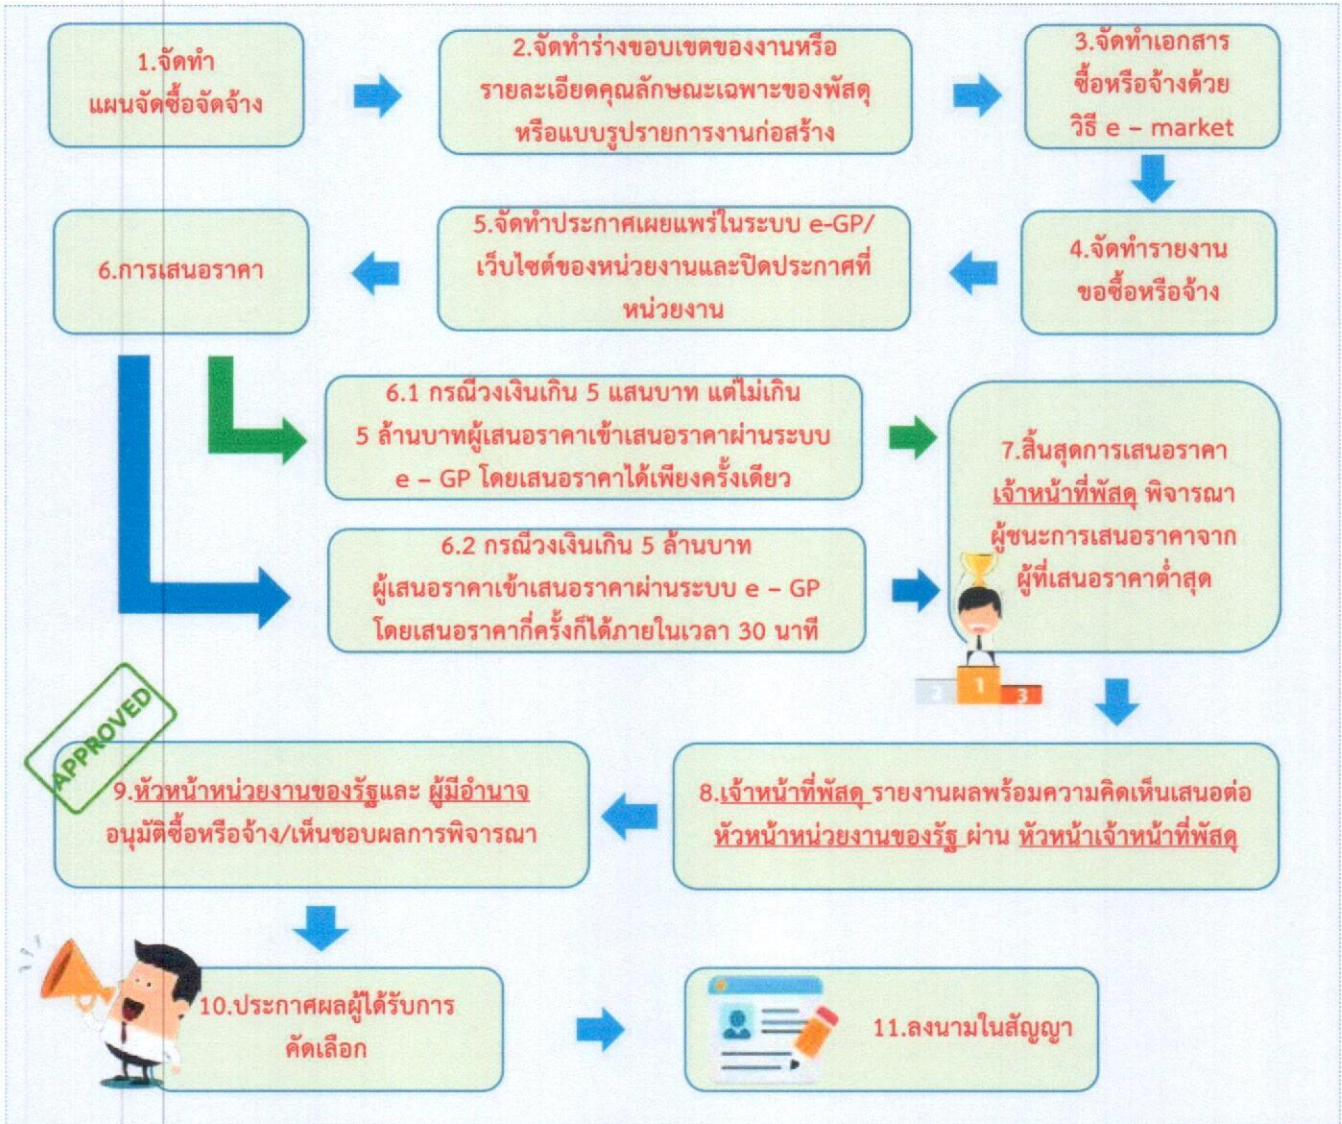 1.จัดทำ
แผนจัดซื้อจัดจ้าง
2.จัดทำร่างขอบเขตของงานหรือ
รายละเอียดคุณลักษณะเฉพาะของพัสดุ
หรือแบบรูปรายการงานก่อสร้าง
3.จัดทำเอกสาร
ซื้อหรือจ้างด้วย
วิธี e – market
4.จัดทำรายงาน
ขอซื้อหรือจ้าง
5.จัดทำประกาศเผยแพร่ในระบบ e-GP/
เว็บไซต์ของหน่วยงานและปิดประกาศที่
หน่วยงาน
6.การเสนอราคา
6.1 กรณีวงเงินเกิน 5 แสนบาท แต่ไม่เกิน
5 ล้านบาทผู้เสนอราคาเข้าเสนอราคาผ่านระบบ
e – GP โดยเสนอราคาได้เพียงครั้งเดียว
6.2 กรณีวงเงินเกิน 5 ล้านบาท
ผู้เสนอราคาเข้าเสนอราคาผ่านระบบ e – GP
โดยเสนอราคากี่ครั้งก็ได้ภายในเวลา 30 นาที
7.สิ้นสุดการเสนอราคา
เจ้าหน้าที่พัสดุ พิจารณา
ผู้ชนะการเสนอราคาจาก
ผู้ที่เสนอราคาต่ำสุด
2 1 3
8.เจ้าหน้าที่พัสดุ รายงานผลพร้อมความคิดเห็นเสนอต่อ
หัวหน้าหน่วยงานของรัฐ ผ่าน หัวหน้าเจ้าหน้าที่พัสดุ
APPROVED
9.หัวหน้าหน่วยงานของรัฐและ ผู้มีอำนาจ
อนุมัติซื้อหรือจ้าง/เห็นชอบผลการพิจารณา
10.ประกาศผลผู้ได้รับการ
คัดเลือก
11.ลงนามในสัญญา